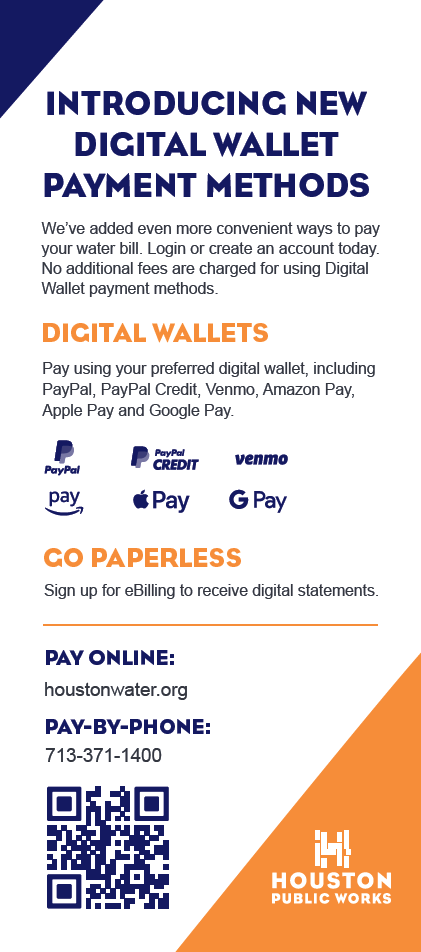 INTRODUCING NEW
DIGITAL WALLET
PAYMENT METHODS
We've added even more convenient ways to pay
your water bill. Login or create an account today.
No additional fees are charged for using Digital
Wallet payment methods.
DIGITAL WALLETS
Pay using your preferred digital wallet, including
PayPal, PayPal Credit, Venmo, Amazon Pay,
Apple Pay and Google Pay.
PayPal
PayPal
CREDIT
venmo
pay
Pay
G Pay
GO PAPERLESS
Sign up for eBilling to receive digital statements.
PAY ONLINE:
houstonwater.org
PAY-BY-PHONE:
713-371-1400
HOUSTON
PUBLIC WORKS